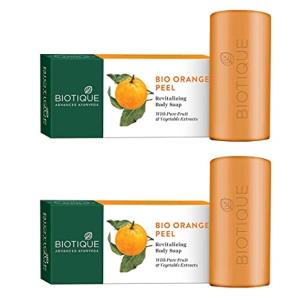 BIOTIQUE
ADVANCED AYURVEDA
BIO ORANGE
PEEL
Revitalizing
Body Soap
With Pure Fruit
& Vegetable Extracts
BIOTIQUE
BIOTIQUE
ADVANCED AYURVEDA
BIO ORANGE
PEEL
Revitalizing
Body Soap
With Pure Fruit
& Vegetable Extracts
BIOTIQUE